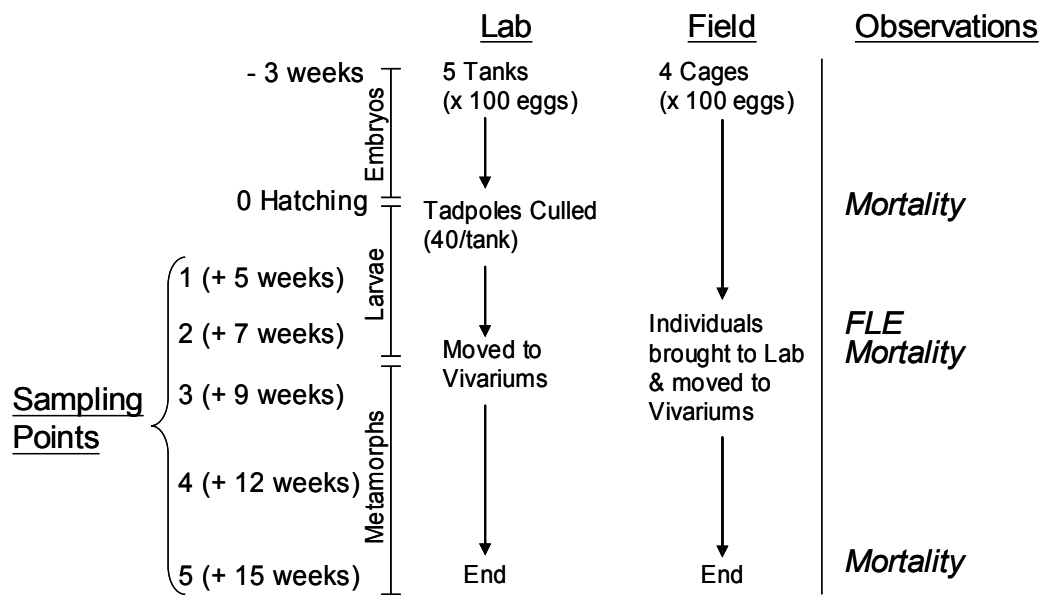 Lab
Field
Observations
- 3 weeks
5 Tanks
(x 100 eggs)
4 Cages
(x 100 eggs)
Embryos
0 Hatching
Tadpoles Culled
(40/tank)
Mortality
Larvae
1 (+ 5 weeks)
2 (+ 7 weeks)
Moved to
Vivariums
Individuals
brought to Lab
& moved to
Vivariums
FLE
Mortality
Sampling
Points
3 (+ 9 weeks)
Metamorphs
4 (+ 12 weeks)
5 (+ 15 weeks)
End
End
Mortality